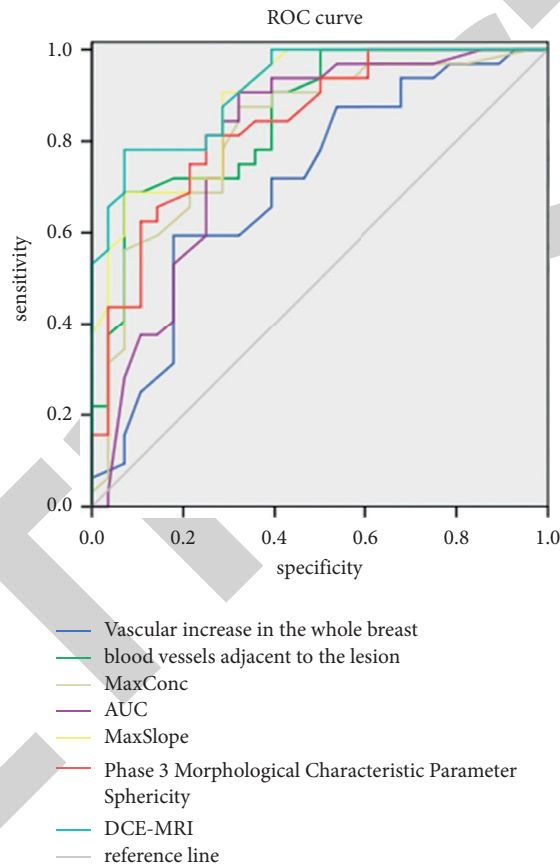 ROC curve
1.0
0.8
0.6
0.4
0.2
0.0
sensitivity
0.0 0.2 0.4 0.6 0.8 1.0
specificity
Vascular increase in the whole breast
blood vessels adjacent to the lesion
MaxConc
AUC
MaxSlope
Phase 3 Morphological Characteristic Parameter
Sphericity
DCE-MRI
reference line